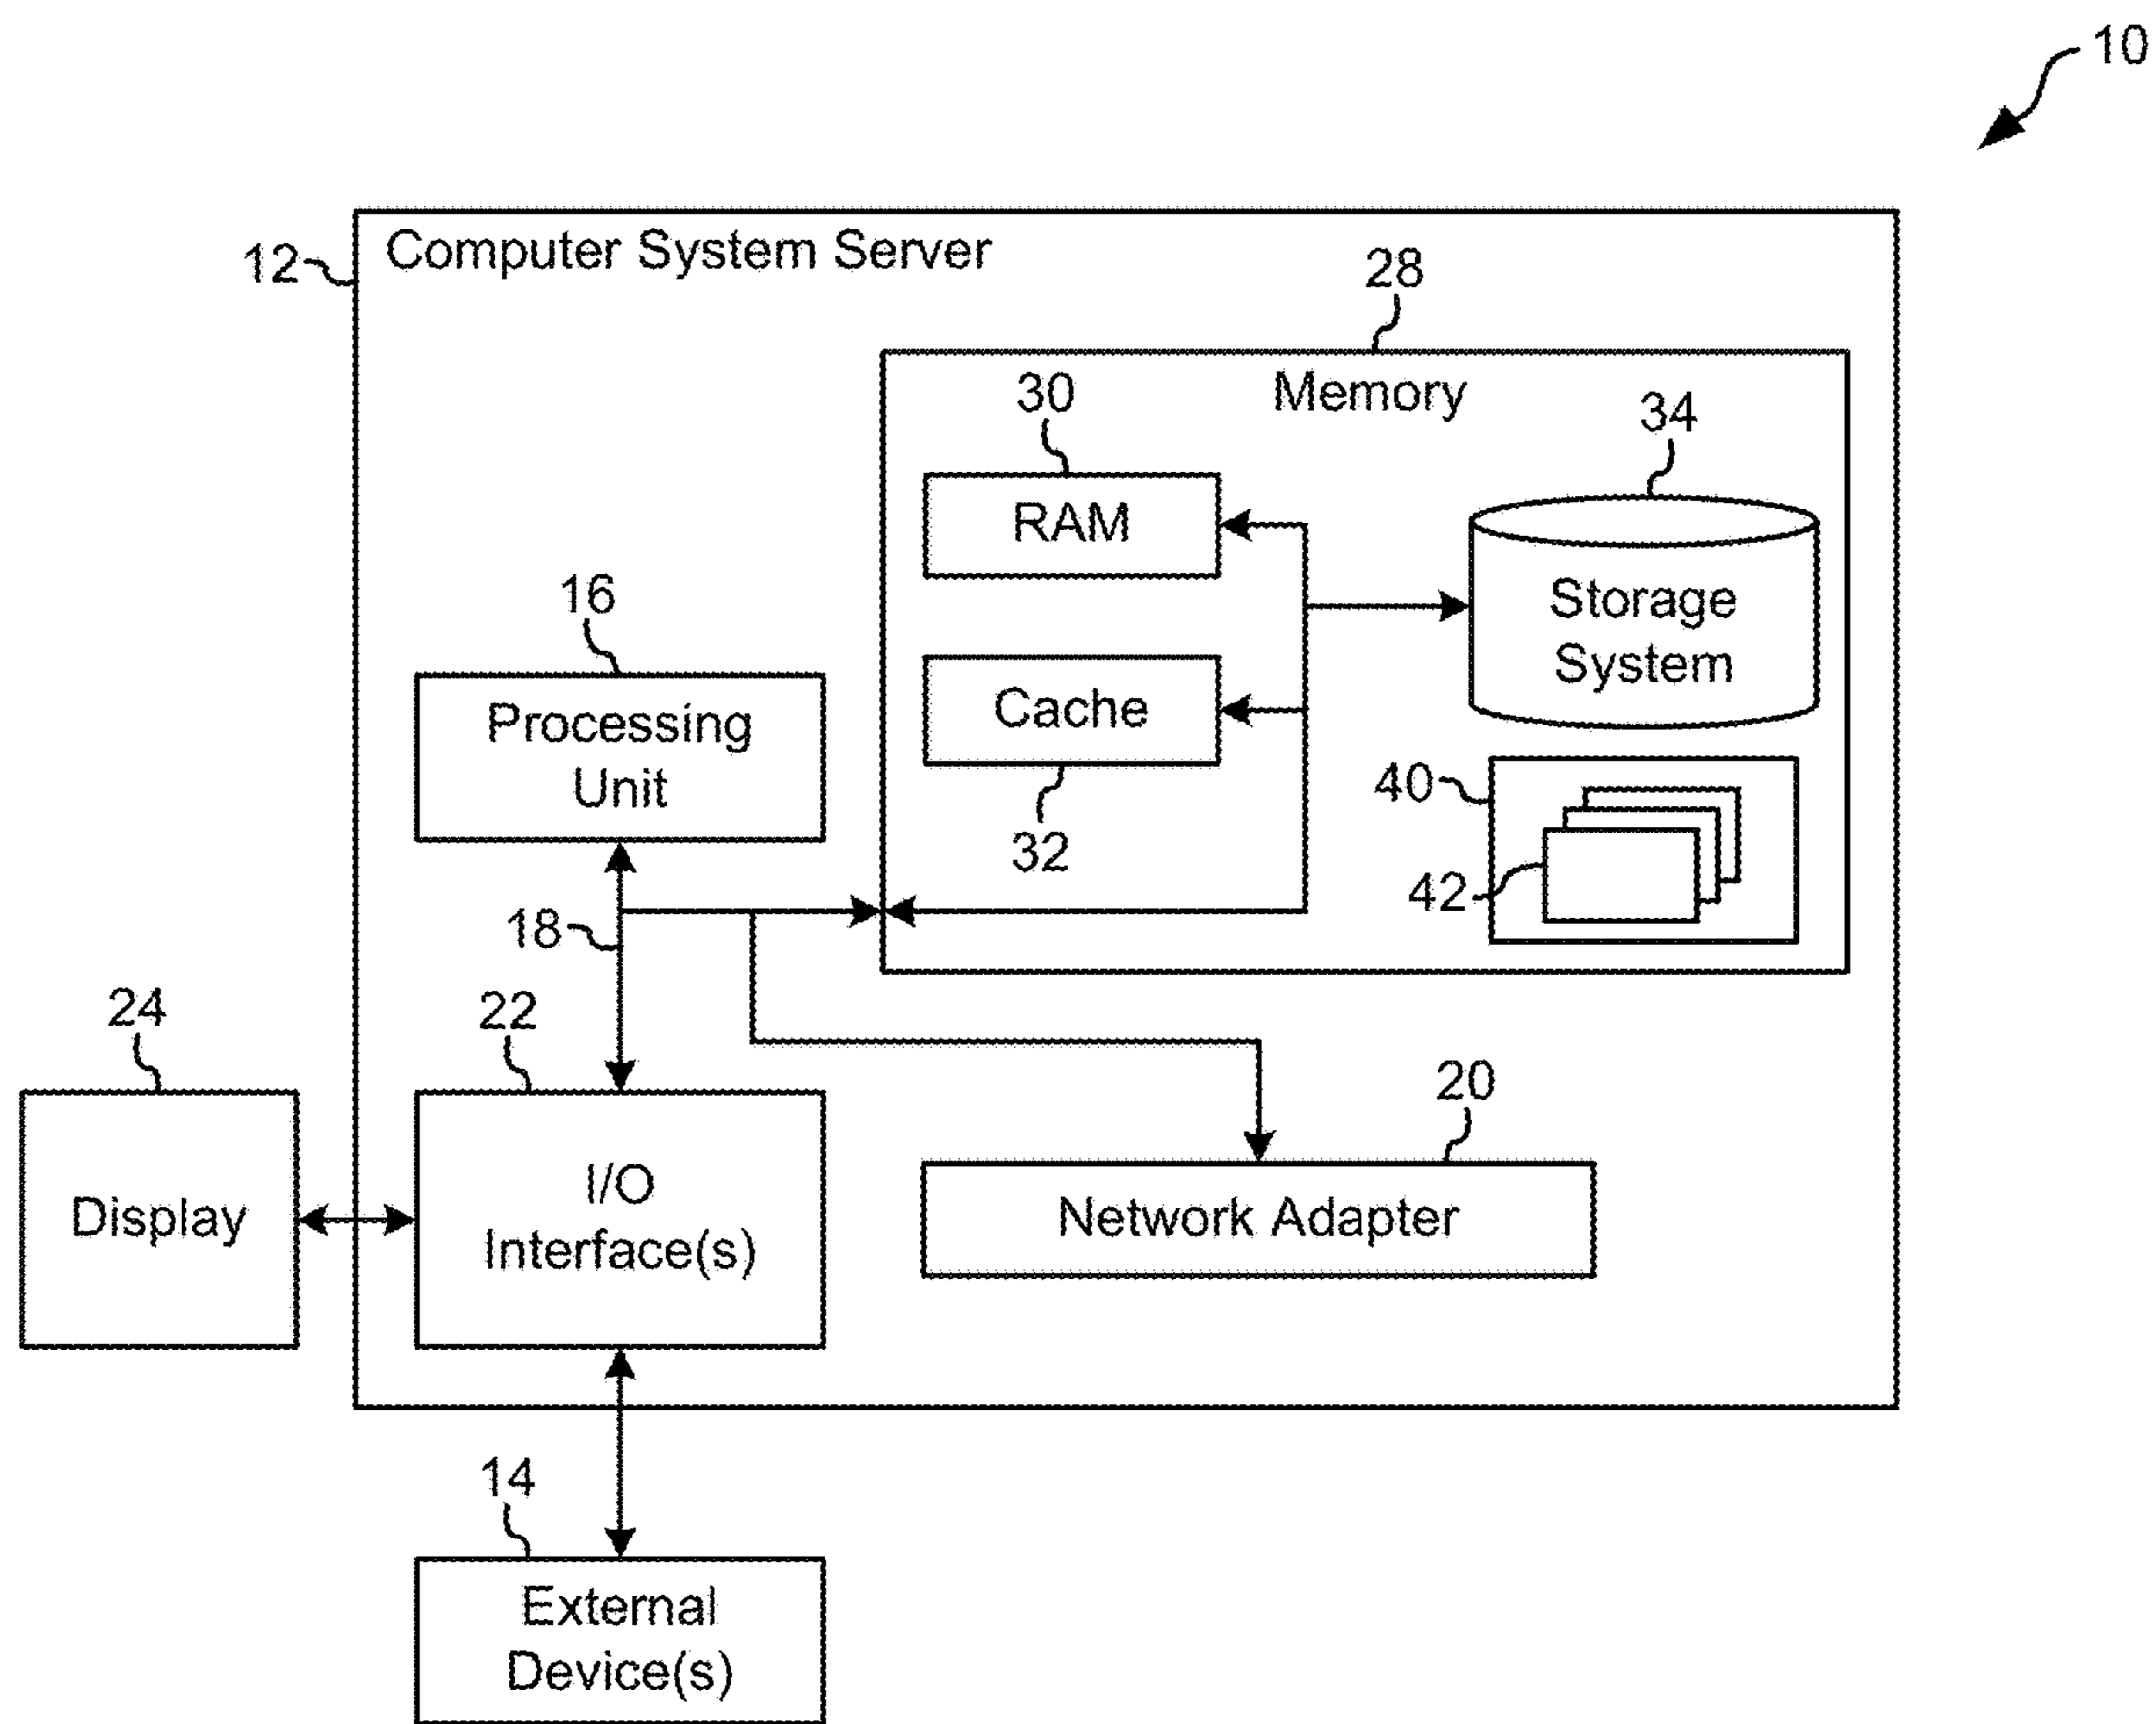 10
12
Computer System Server
28
Memory
30
34
RAM
Storage
System
16
Processing
Unit
Cache
32
40
42
18
24
22
20
Display
I/O
Interface(s)
Network Adapter
14
External
Device(s)